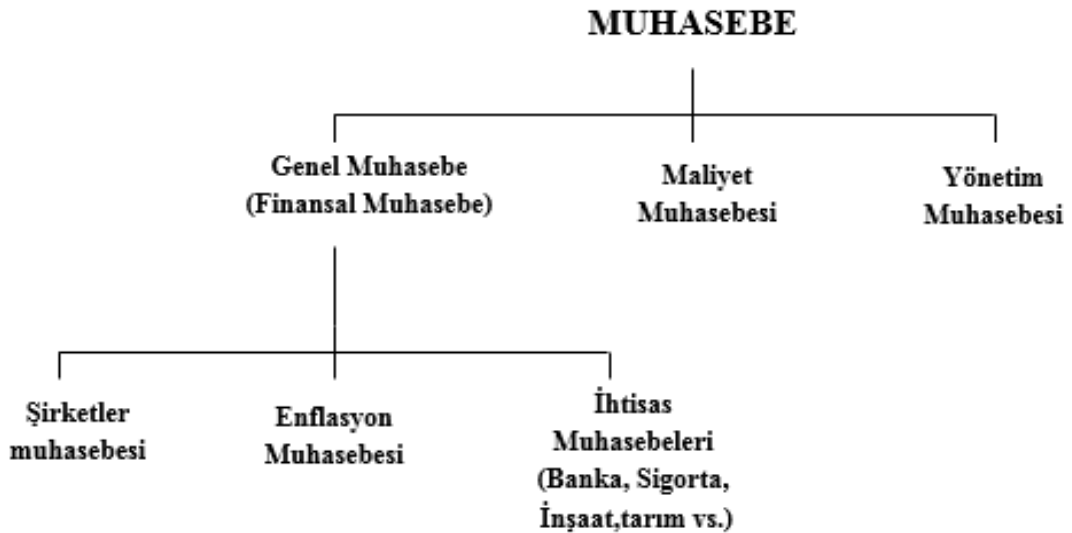 MUHASEBE
Genel Muhasebe
(Finansal Muhasebe)
Maliyet
Muhasebesi
Yönetim
Muhasebesi
Şirketler
muhasebesi
Enflasyon
Muhasebesi
İhtisas
Muhasebeleri
(Banka, Sigorta,
İnşaat,tarım vs.)